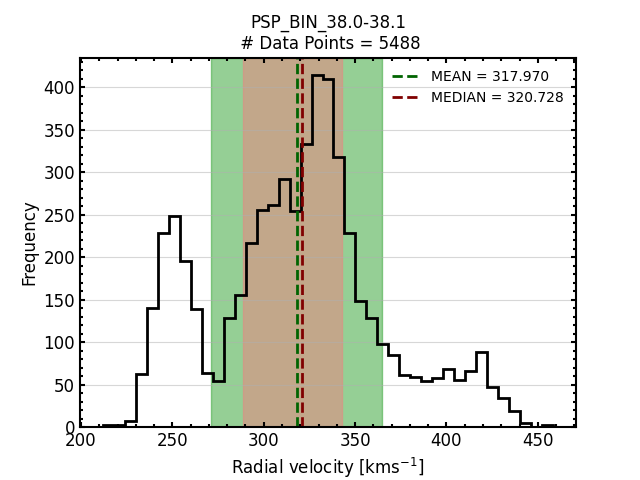 PSP_BIN_38.0-38.1
# Data Points = 5488
MEAN = 317.970
MEDIAN = 320.728
Frequency
400
350
300
250
200
150
100
50
0
200 250 300 350 400 450
Radial velocity [kms⁻¹]